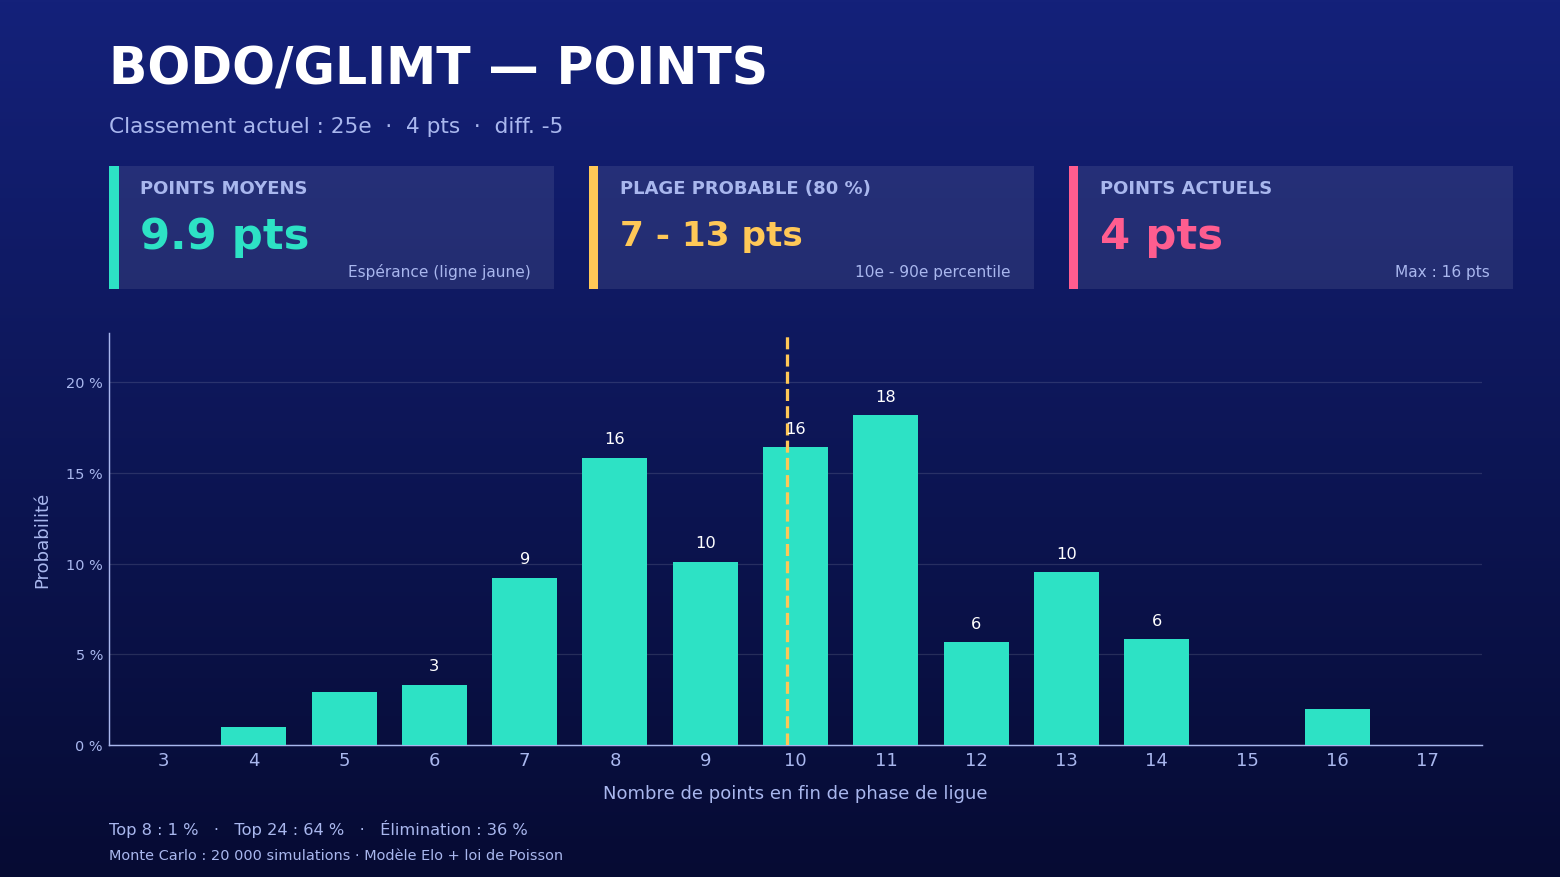 BODO/GLIMT — POINTS
Classement actuel : 25e · 4 pts · diff. -5
POINTS MOYENS
9.9 pts
Espérance (ligne jaune)
PLAGE PROBABLE (80 %)
7 - 13 pts
10e - 90e percentile
POINTS ACTUELS
4 pts
Max : 16 pts
Probabilité
20 %
15 %
10 %
5 %
0 %
3
9
16
10
16
18
6
10
6
3 4 5 6 7 8 9 10 11 12 13 14 15 16 17
Nombre de points en fin de phase de ligue
Top 8 : 1 % · Top 24 : 64 % · Élimination : 36 %
Monte Carlo : 20 000 simulations · Modèle Elo + loi de Poisson